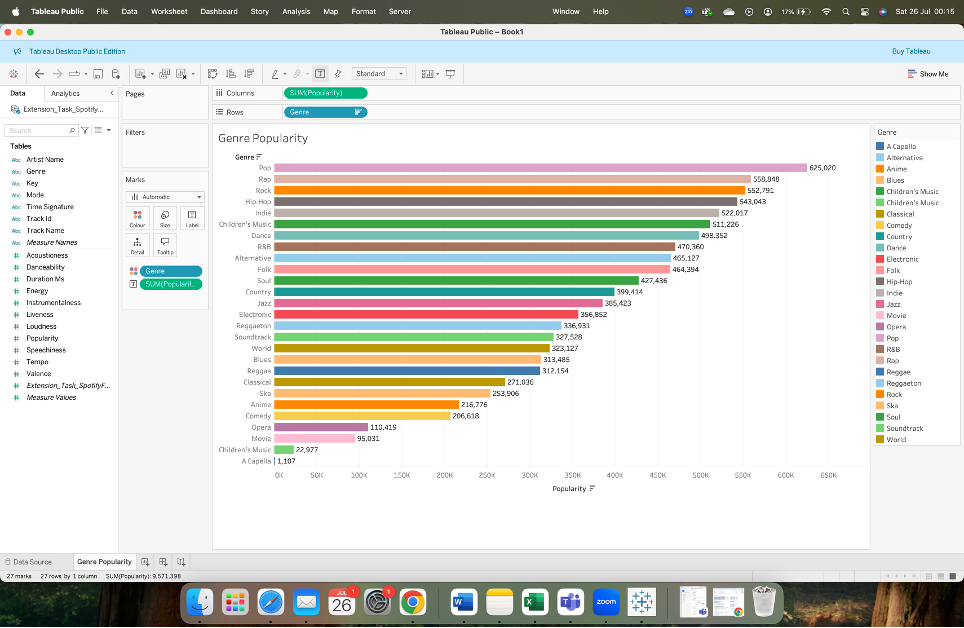 Tableau Public File Data Worksheet Dashboard Story Analysis Map Format Server Window Help 17% Sat 26 Jul 00:15
Tableau Public – Book1
Tableau Desktop Public Edition Buy Tableau
Standard Show Me
Data Analytics
Extension_Task_Spotify...
Search
Tables
Abc Artist Name
Abc Genre
Abc Key
Abc Mode
Abc Time Signature
Abc Track Id
Abc Track Name
Abc Measure Names
# Acousticness
# Danceability
# Duration Ms
# Energy
# Instrumentalness
# Liveness
# Loudness
# Popularity
# Speechiness
# Tempo
# Valence
# Extension_Task_SpotifyF...
# Measure Values
Pages
Filters
Marks
Automatic
Colour Size Label
Detail Tooltip
Genre
SUM(Popularit...
Columns SUM(Popularity)
Rows Genre
Genre Popularity
Genre
Pop 625,020
Rap 558,848
Rock 552,791
Hip-Hop 543,043
Indie 522,017
Children's Music 511,226
Dance 498,352
R&B 470,360
Alternative 465,127
Folk 464,394
Soul 427,436
Country 399,414
Jazz 385,423
Electronic 356,852
Reggaeton 336,931
Soundtrack 327,528
World 323,127
Blues 313,485
Reggae 312,154
Classical 271,036
Ska 253,906
Anime 216,776
Comedy 206,618
Opera 110,419
Movie 95,031
Children's Music 22,977
A Capella 1,107
0K 50K 100K 150K 200K 250K 300K 350K 400K 450K 500K 550K 600K 650K
Popularity
Genre
A Capella
Alternative
Anime
Blues
Children's Music
Children's Music
Classical
Comedy
Country
Dance
Electronic
Folk
Hip-Hop
Indie
Jazz
Movie
Opera
Pop
R&B
Rap
Reggae
Reggaeton
Rock
Ska
Soul
Soundtrack
World
Data Source Genre Popularity
27 marks 27 rows by 1 column SUM(Popularity): 9,571,398
JUL
26
1
1
W
X
T
zoom